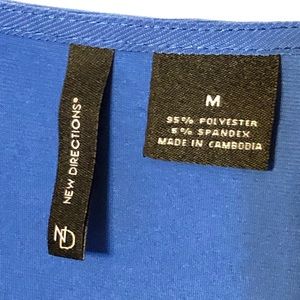 NEW DIRECTIONS®
ND
M
95% POLYESTER
5% SPANDEX
MADE IN CAMBODIA